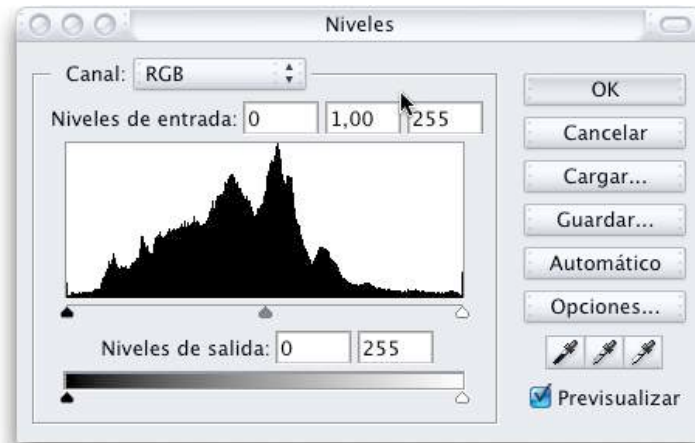 Niveles
Canal: RGB
Niveles de entrada: 0 1,00 255
Niveles de salida: 0 255
OK
Cancelar
Cargar...
Guardar...
Automático
Opciones...
Previsualizar